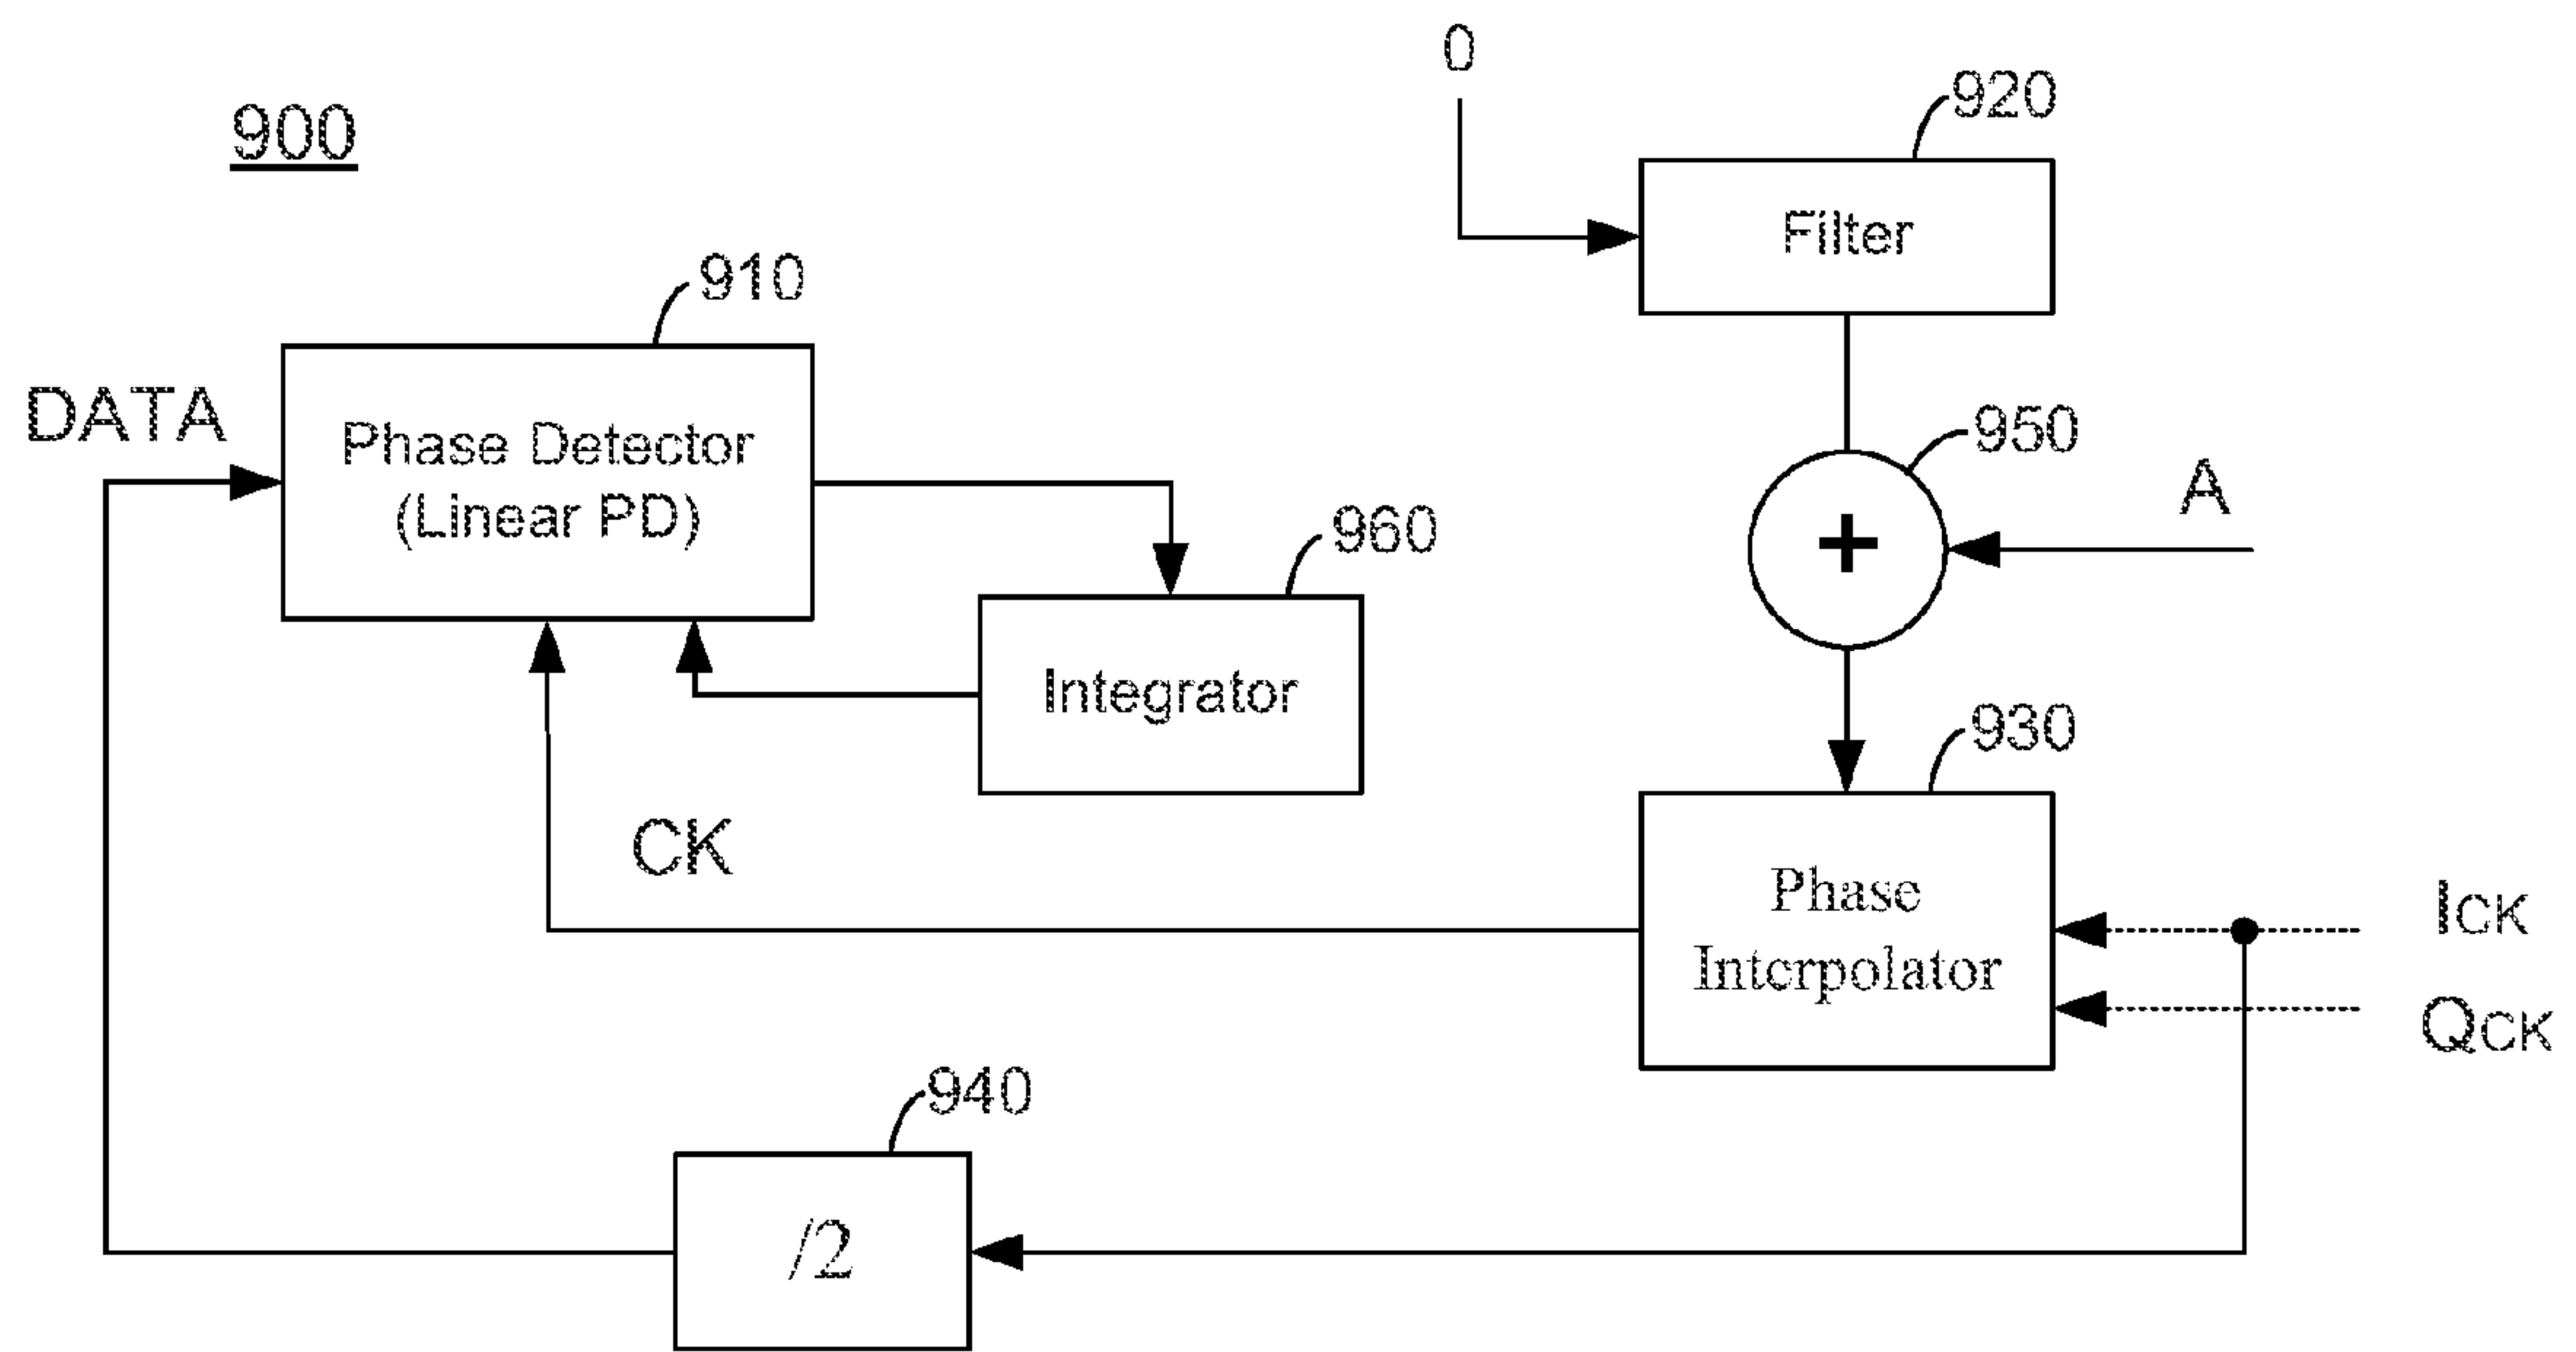 0
920
900
Filter
910
DATA
Phase Detector
(Linear PD)
950
+
A
960
Integrator
930
CK
Phase
Interpolator
ICK
QCK
940
/2